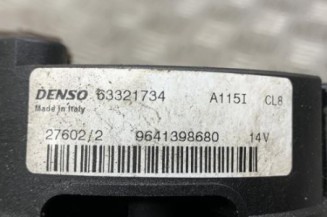 DENSO 63321734 A115I CL8
Made in Italy
27602/2 9641398680 14V